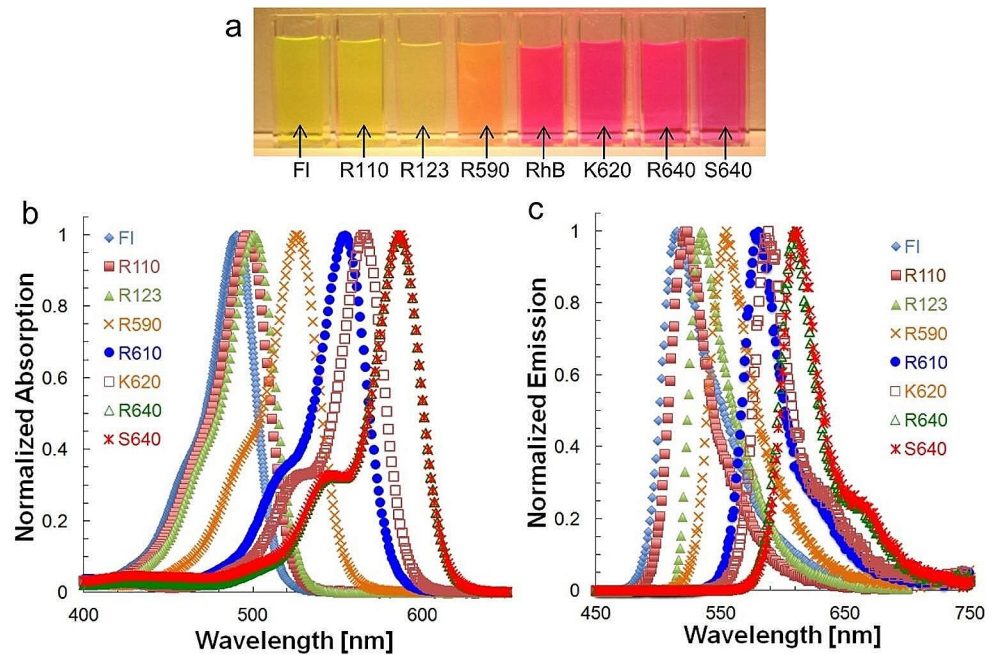 a
Fl R110 R123 R590 RhB K620 R640 S640
b
Normalized Absorption
1
0.8
0.6
0.4
0.2
0
Fl
R110
R123
R590
R610
K620
R640
S640
400 500 600
Wavelength [nm]
c
Normalized Emission
1
0.8
0.6
0.4
0.2
0
Fl
R110
R123
R590
R610
K620
R640
S640
450 550 650 750
Wavelength [nm]